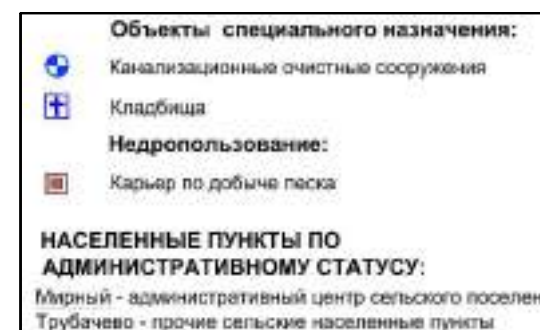 Объекты специального назначения:
Канализационные очистные сооружения
Кладбища
Недропользование:
Карьер по добыче песка
НАСЕЛЕННЫЕ ПУНКТЫ ПО
АДМИНИСТРАТИВНОМУ СТАТУСУ:
Мирный - административный центр сельского поселен
Трубачево - прочие сельские населенные пункты